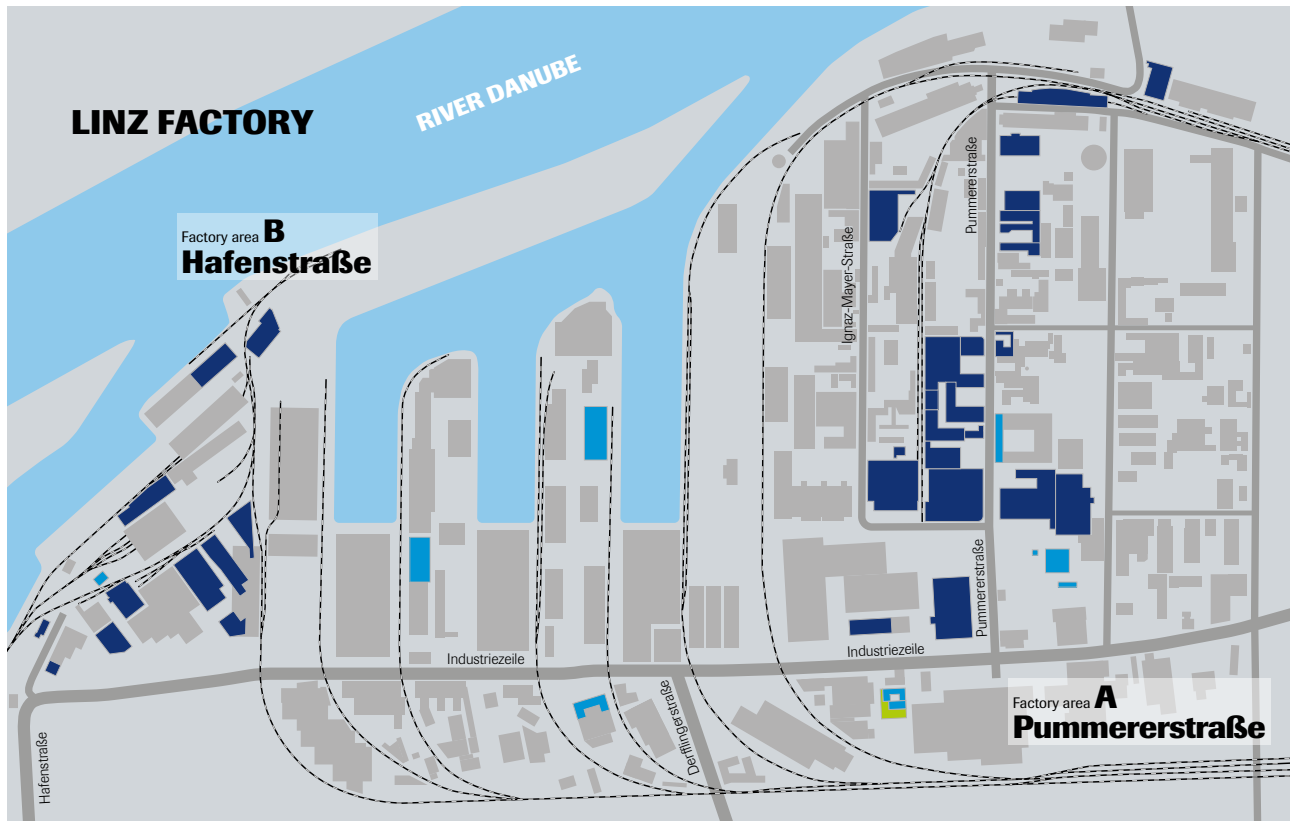 LINZ FACTORY
RIVER DANUBE
Factory area B
Hafenstraße
Ignaz-Mayer-Straße
Pummererstraße
Pummererstraße
Industriezeile
Industriezeile
Derfflingerstraße
Hafenstraße
Factory area A
Pummererstraße